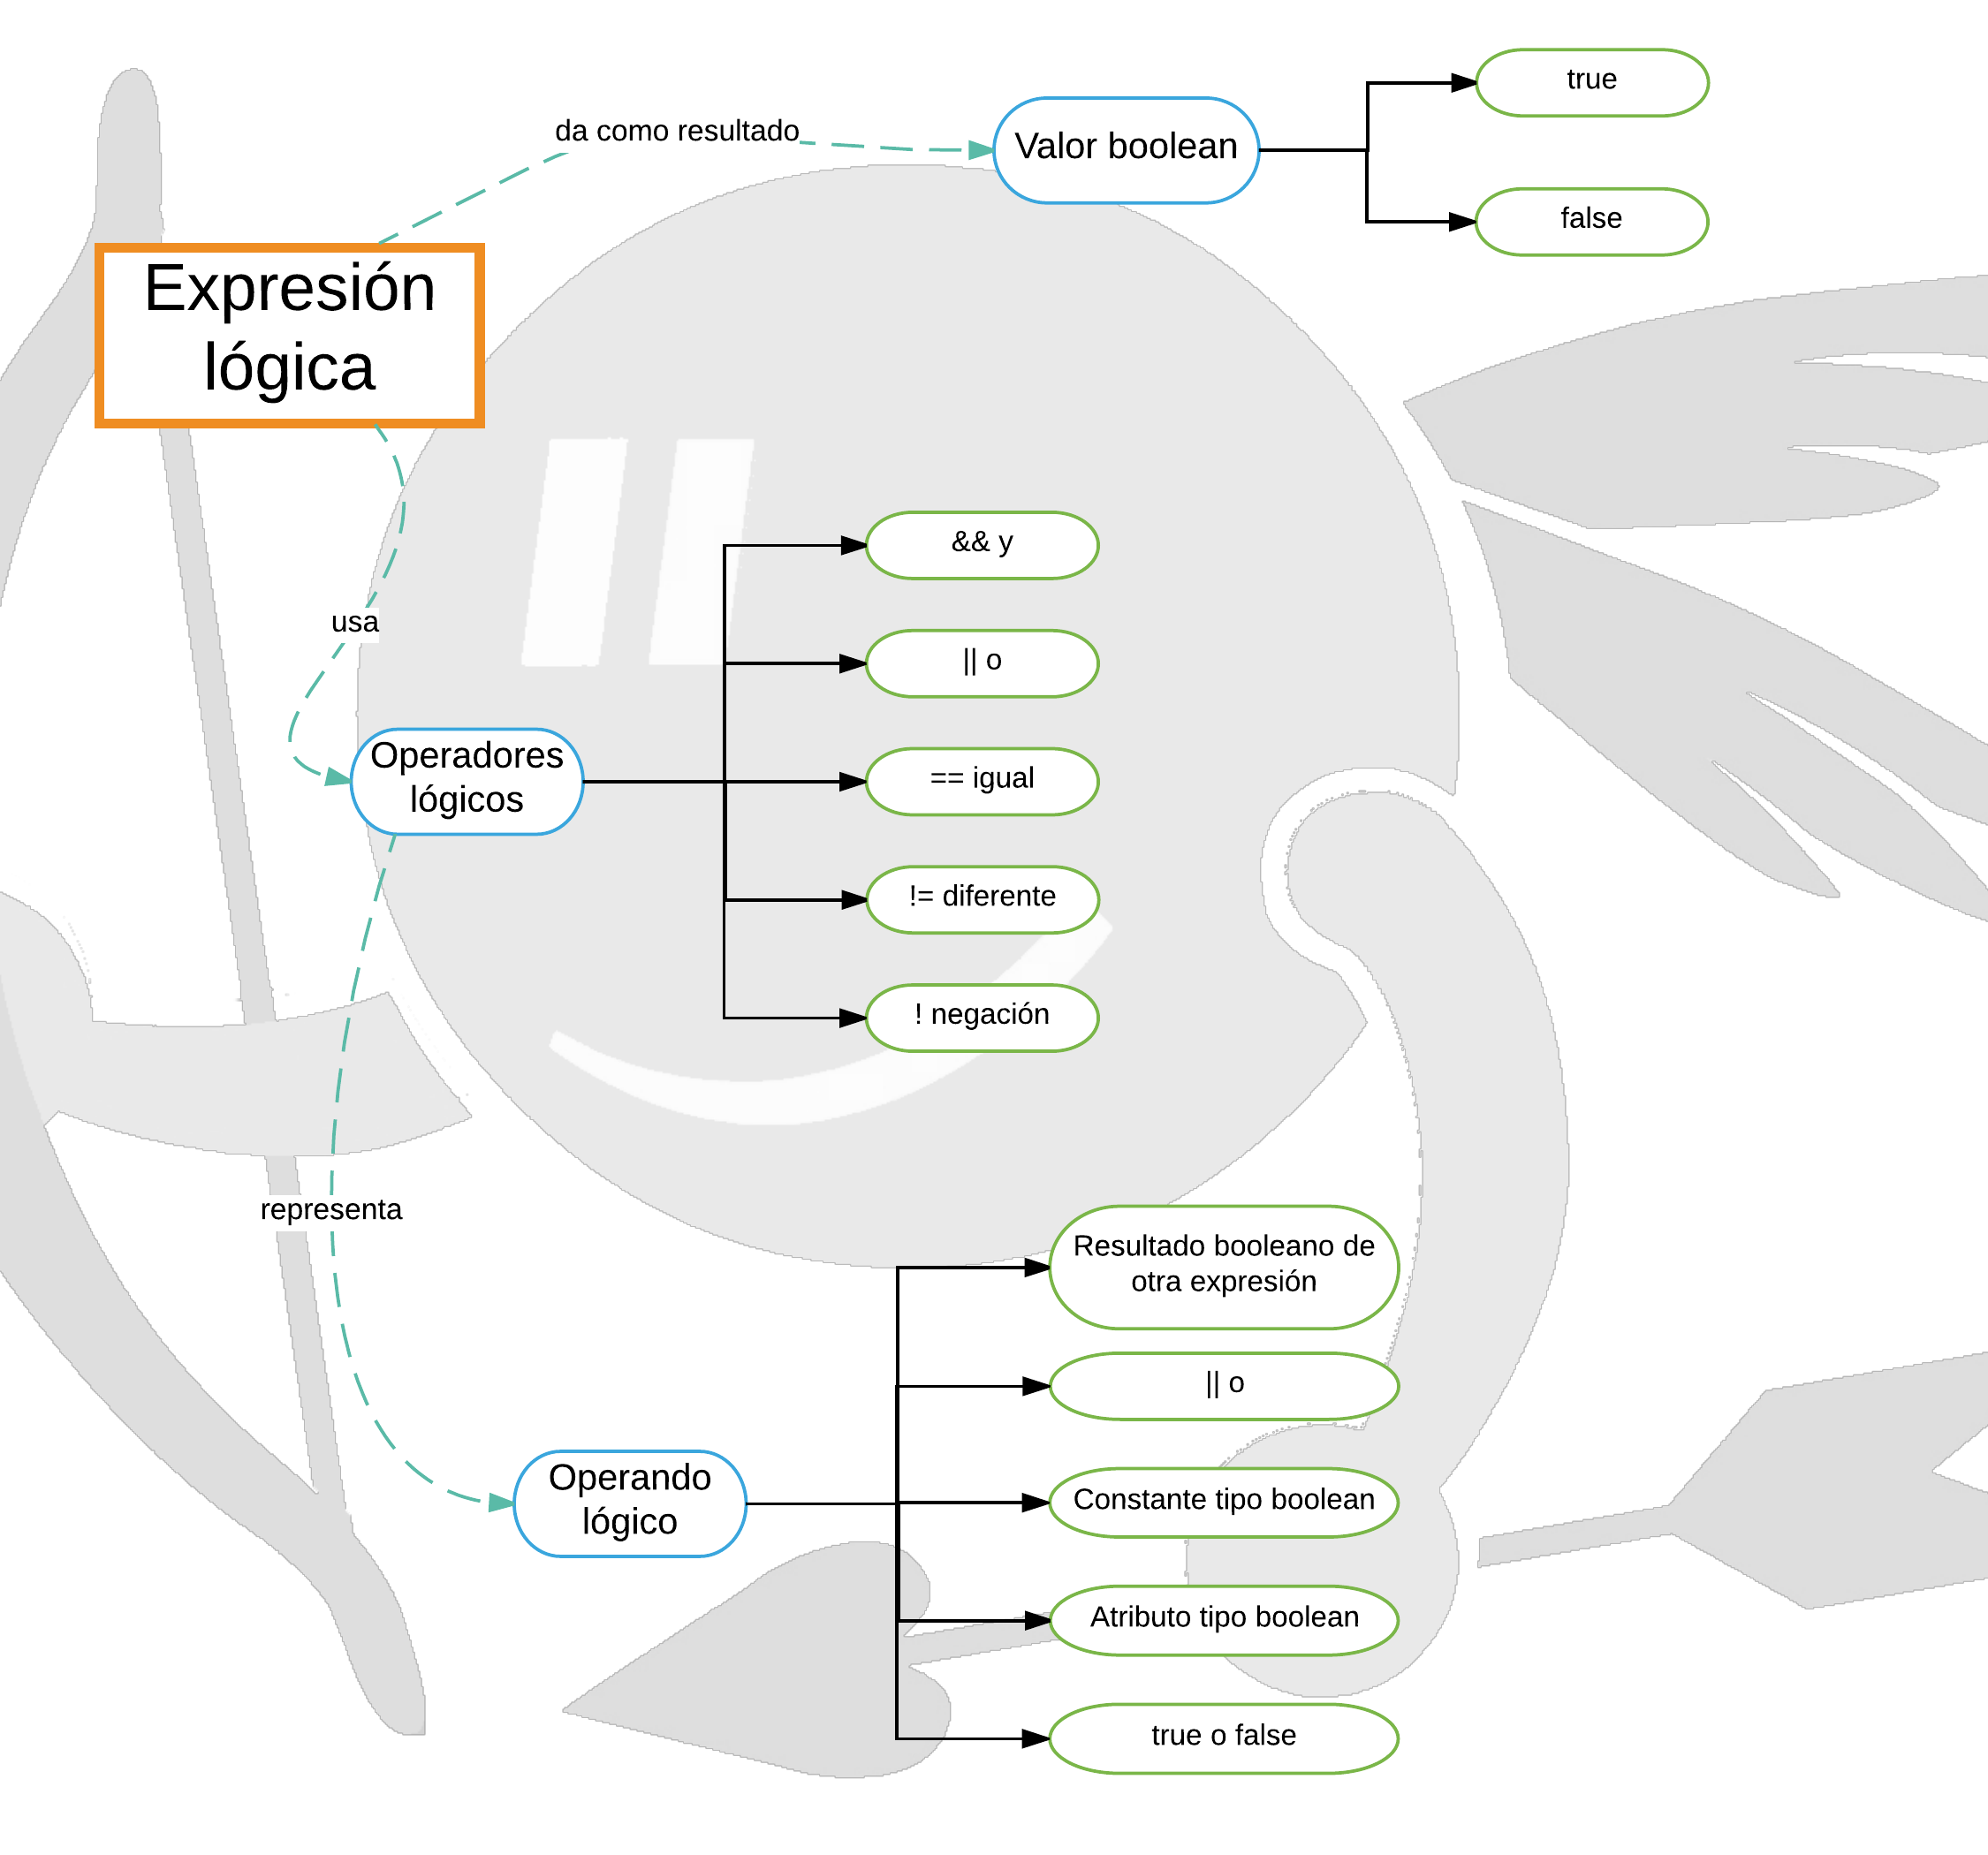 da como resultado
Valor boolean
true
false
Expresión
lógica
usa
Operadores
lógicos
&& y
|| o
== igual
!= diferente
! negación
representa
Operando
lógico
Resultado booleano de
otra expresión
|| o
Constante tipo boolean
Atributo tipo boolean
true o false